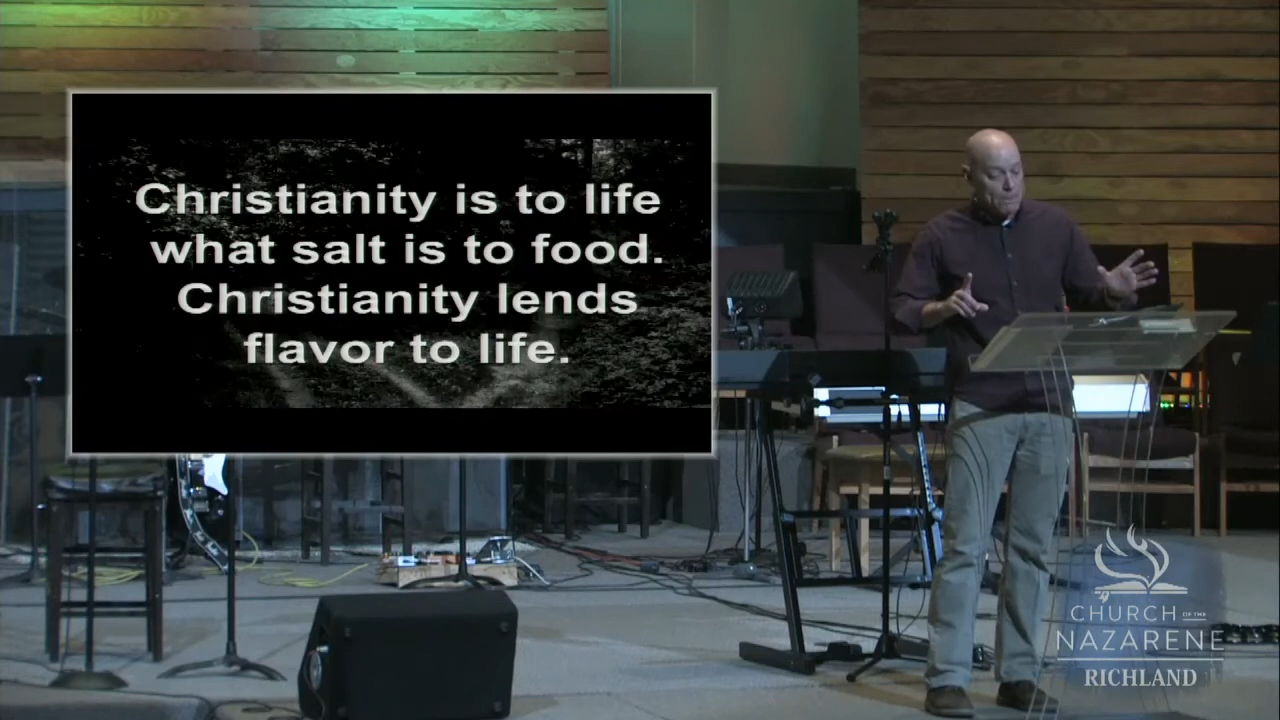 Christianity is to life
what salt is to food.
Christianity lends
flavor to life.
CHURCH OF THE
NAZARENE
RICHLAND